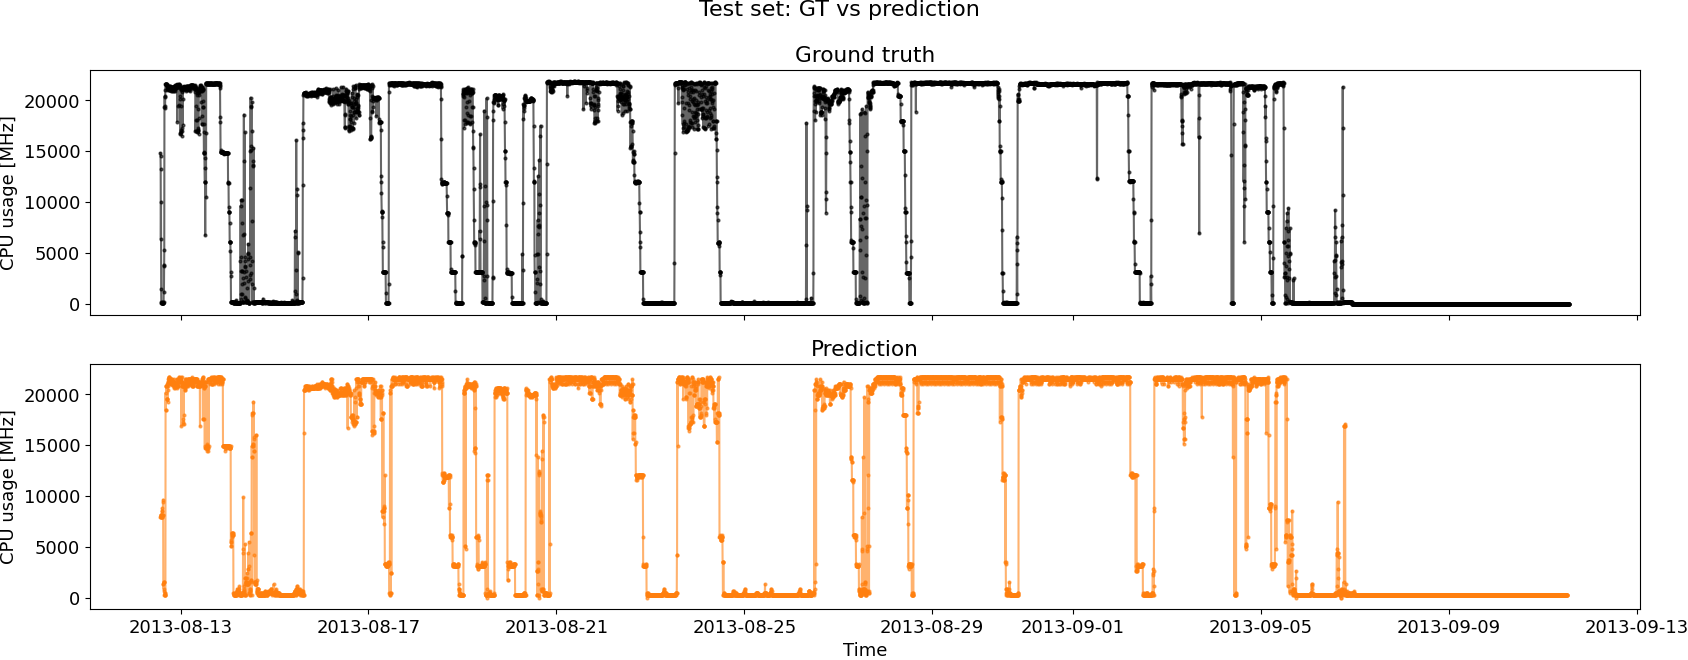 Test set: GT vs prediction
Ground truth
CPU usage [MHz]
20000
15000
10000
5000
0
Prediction
CPU usage [MHz]
20000
15000
10000
5000
0
2013-08-13 2013-08-17 2013-08-21 2013-08-25 2013-08-29 2013-09-01 2013-09-05 2013-09-09 2013-09-13
Time